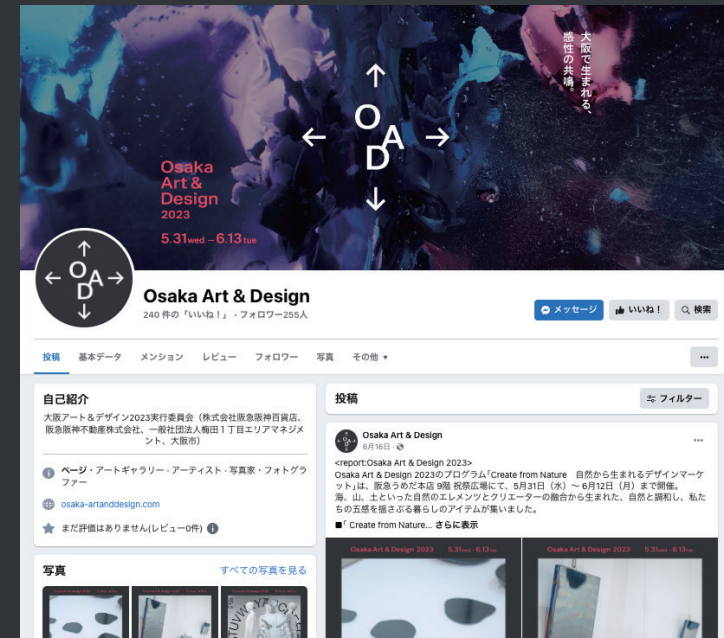 大阪で生まれる、
感性の共鳴。
O
A
D
Osaka
Art &
Design
2023
5.31wed – 6.13tue
O
A
D
Osaka Art & Design
240 件の「いいね！」・フォロワー255人
メッセージ
いいね！
検索
投稿 基本データ メンション レビュー フォロワー 写真 その他
自己紹介
大阪アート＆デザイン2023実行委員会（株式会社阪急阪神百貨店、
阪急阪神不動産株式会社、一般社団法人梅田１丁目エリアマネジメ
ント、大阪市）
ページ・アートギャラリー・アーティスト・写真家・フォトグラ
ファー
osaka-artanddesign.com
まだ評価はありません(レビュー0件)
写真 すべての写真を見る
投稿 フィルター
Osaka Art & Design
6月16日
<report:Osaka Art & Design 2023>
Osaka Art & Design 2023のプログラム「Create from Nature　自然から生まれるデザインマーケ
ット」は、阪急うめだ本店 9階 祝祭広場にて、5月31日（水）～ 6月12日（月）まで開催。
海、山、土といった自然のエレメンツとクリエーターの融合から生まれた、自然と調和し、私た
ちの五感を揺さぶる暮らしのアイテムが集いました。
■「 Create from Nature... さらに表示
Osaka Art & Design 2023 5.31wed - 6.13tue
Osaka Art & Design 2023 5.31wed - 6.13tue